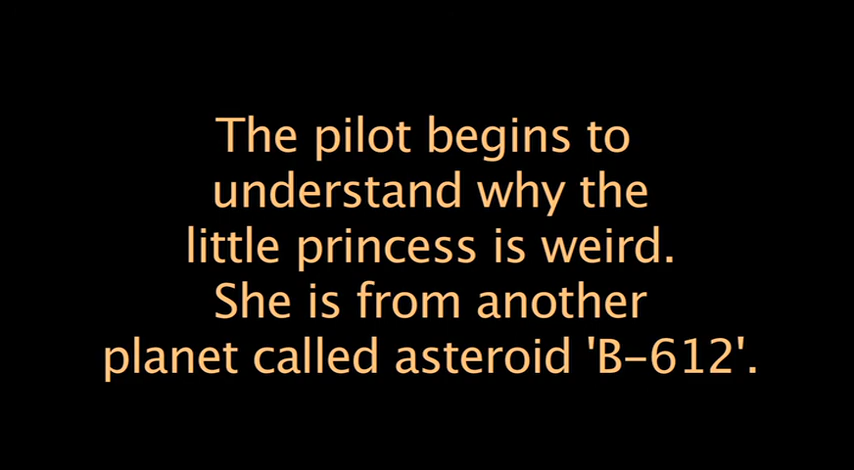 The pilot begins to
understand why the
little princess is weird.
She is from another
planet called asteroid 'B-612'.